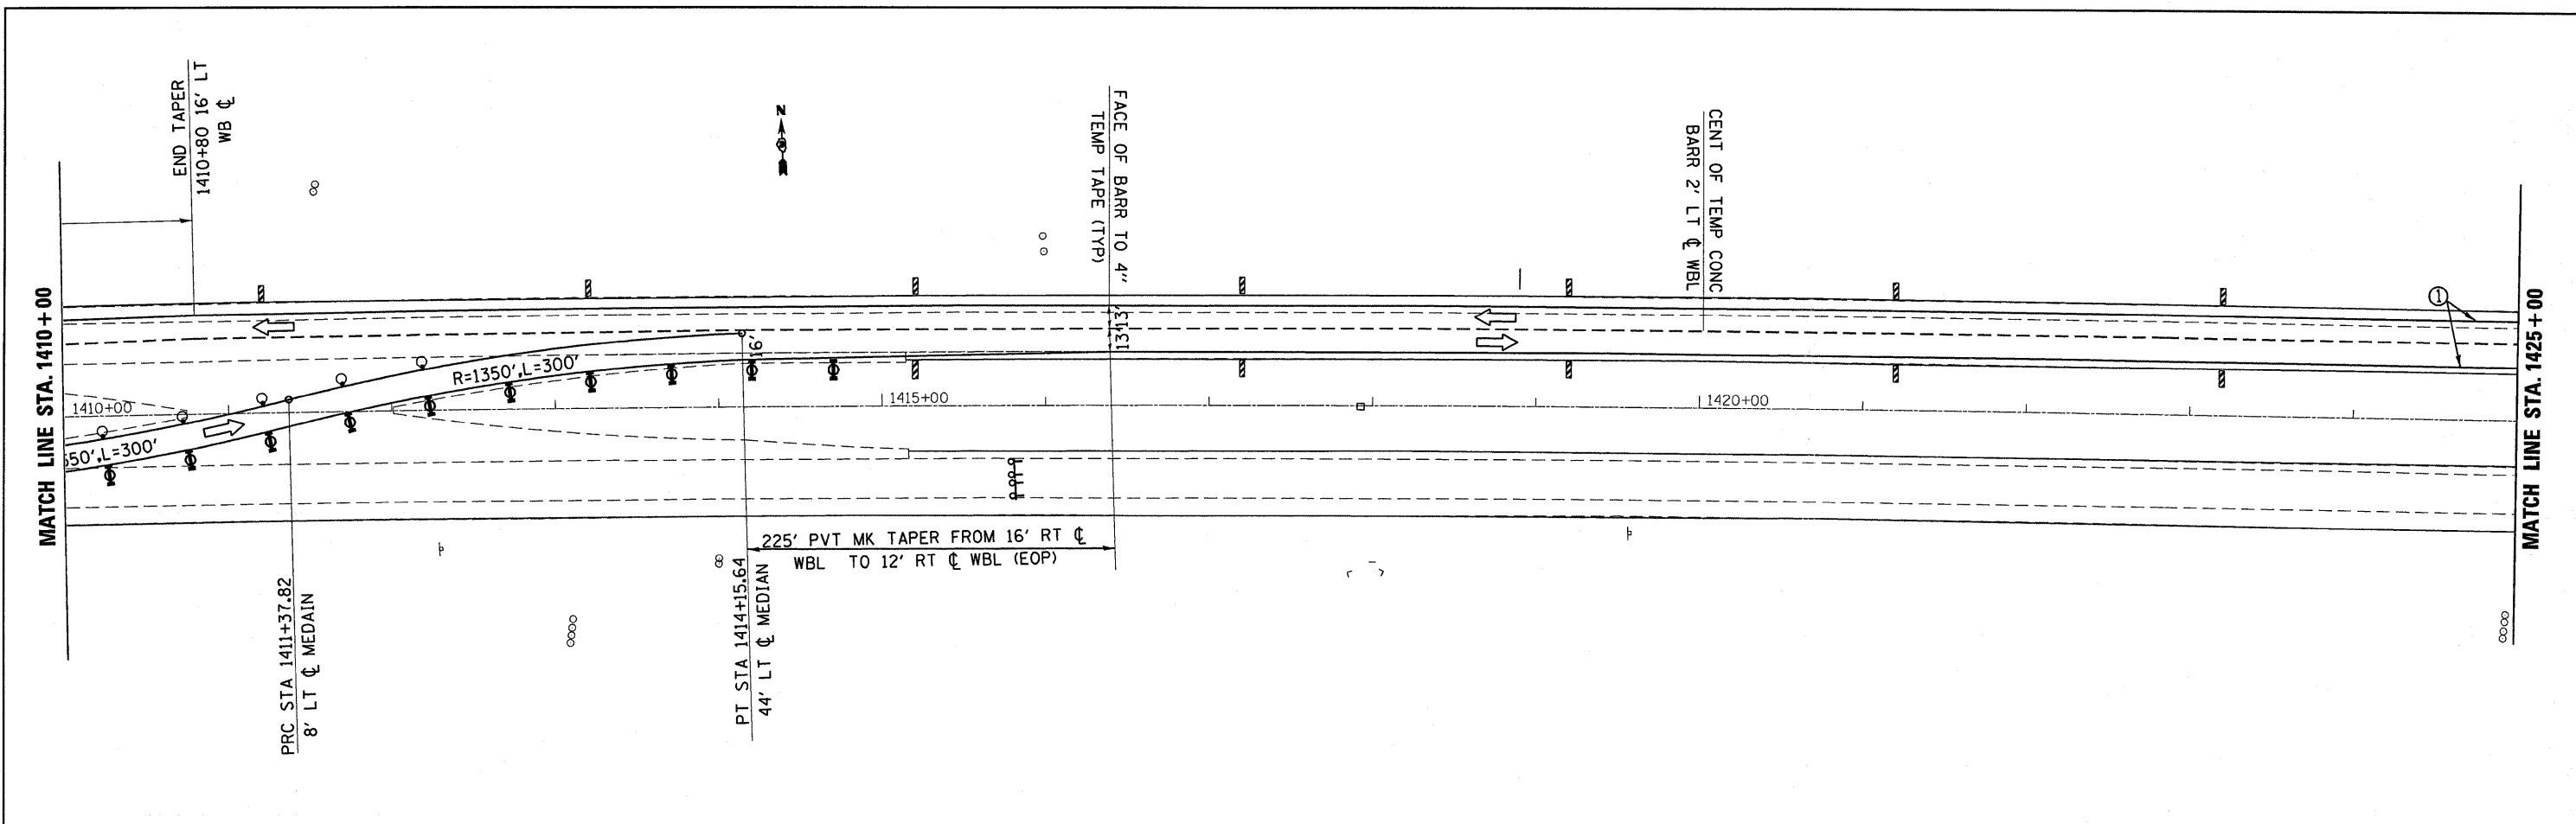 END TAPER
1410+80 16' LT
WB ℄
N
FACE OF BARR TO 4"
TEMP TAPE (TYP)
CENT OF TEMP CONC
BARR 2' LT ℄ WBL
MATCH LINE STA. 1410+00
1
MATCH LINE STA. 1425+00
13'
13'
16'
R=1350',L=300'
1410+00
1415+00
1420+00
50',L=300'
225' PVT MK TAPER FROM 16' RT ℄
WBL TO 12' RT ℄ WBL (EOP)
PRC STA 1411+37.82
8' LT ℄ MEDAIN
PT STA 1414+15.64
44' LT ℄ MEDIAN